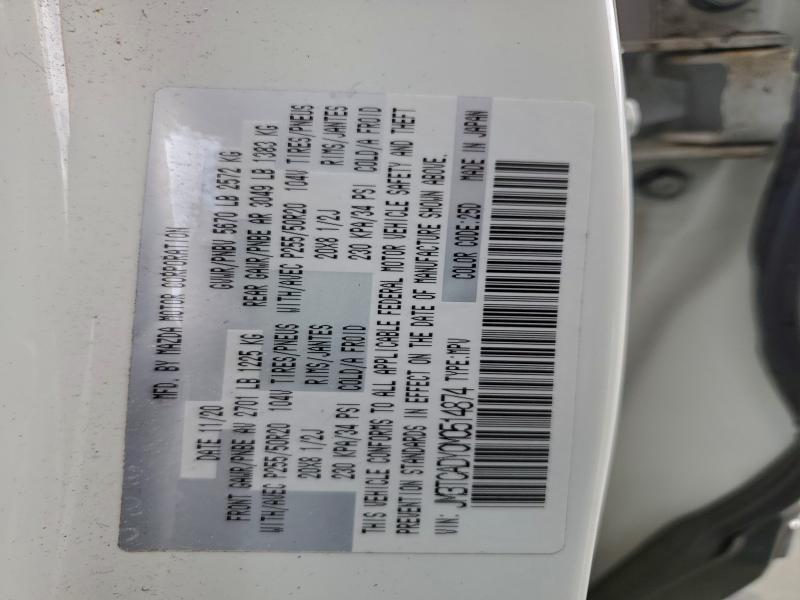 MFD. BY MAZDA MOTOR CORPORATION
DATE 11/20 GVWR/PNBV 5670 LB 2572 KG
FRONT GAWR/PNBE AV 2701 LB 1225 KG REAR GAWR/PNBE AR 3049 LB 1383 KG
WITH/AVEC P255/50R20 104V TIRES/PNEUS WITH/AVEC P255/50R20 104V TIRES/PNEUS
20X8 1/2J RIMS/JANTES 20X8 1/2J RIMS/JANTES
230 KPA/34 PSI COLD/A FROID 230 KPA/34 PSI COLD/A FROID
THIS VEHICLE CONFORMS TO ALL APPLICABLE FEDERAL MOTOR VEHICLE SAFETY AND THEFT
PREVENTION STANDARDS IN EFFECT ON THE DATE OF MANUFACTURE SHOWN ABOVE.
VIN: JM3TCADY0M0514874 TYPE:MPV COLOR CODE:25D MADE IN JAPAN